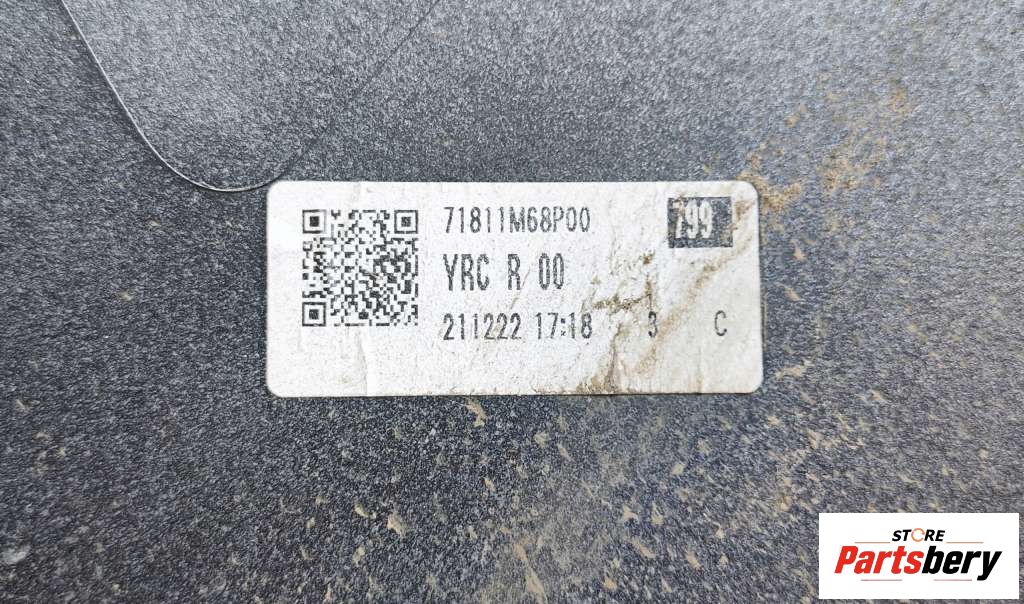 71811M68P00
799
YRC R 00
211222 17:18 3 C
STORE
Partsbery